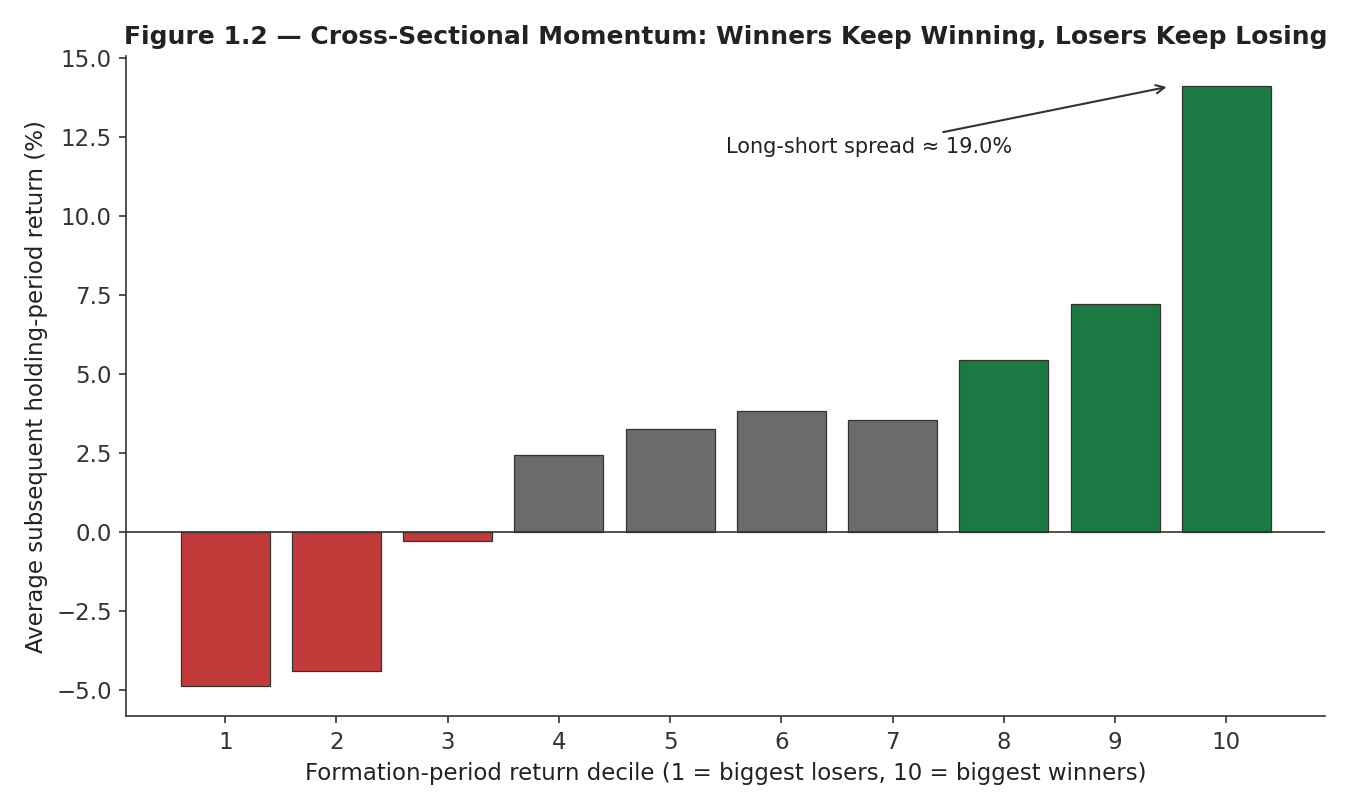 Figure 1.2 — Cross-Sectional Momentum: Winners Keep Winning, Losers Keep Losing
Average subsequent holding-period return (%)
15.0
12.5
10.0
7.5
5.0
2.5
0.0
−2.5
−5.0
Long-short spread ≈ 19.0%
1 2 3 4 5 6 7 8 9 10
Formation-period return decile (1 = biggest losers, 10 = biggest winners)